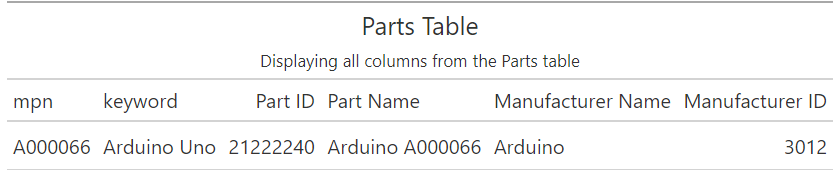 Parts Table
Displaying all columns from the Parts table
mpn keyword Part ID Part Name Manufacturer Name Manufacturer ID
A000066 Arduino Uno 21222240 Arduino A000066 Arduino 3012